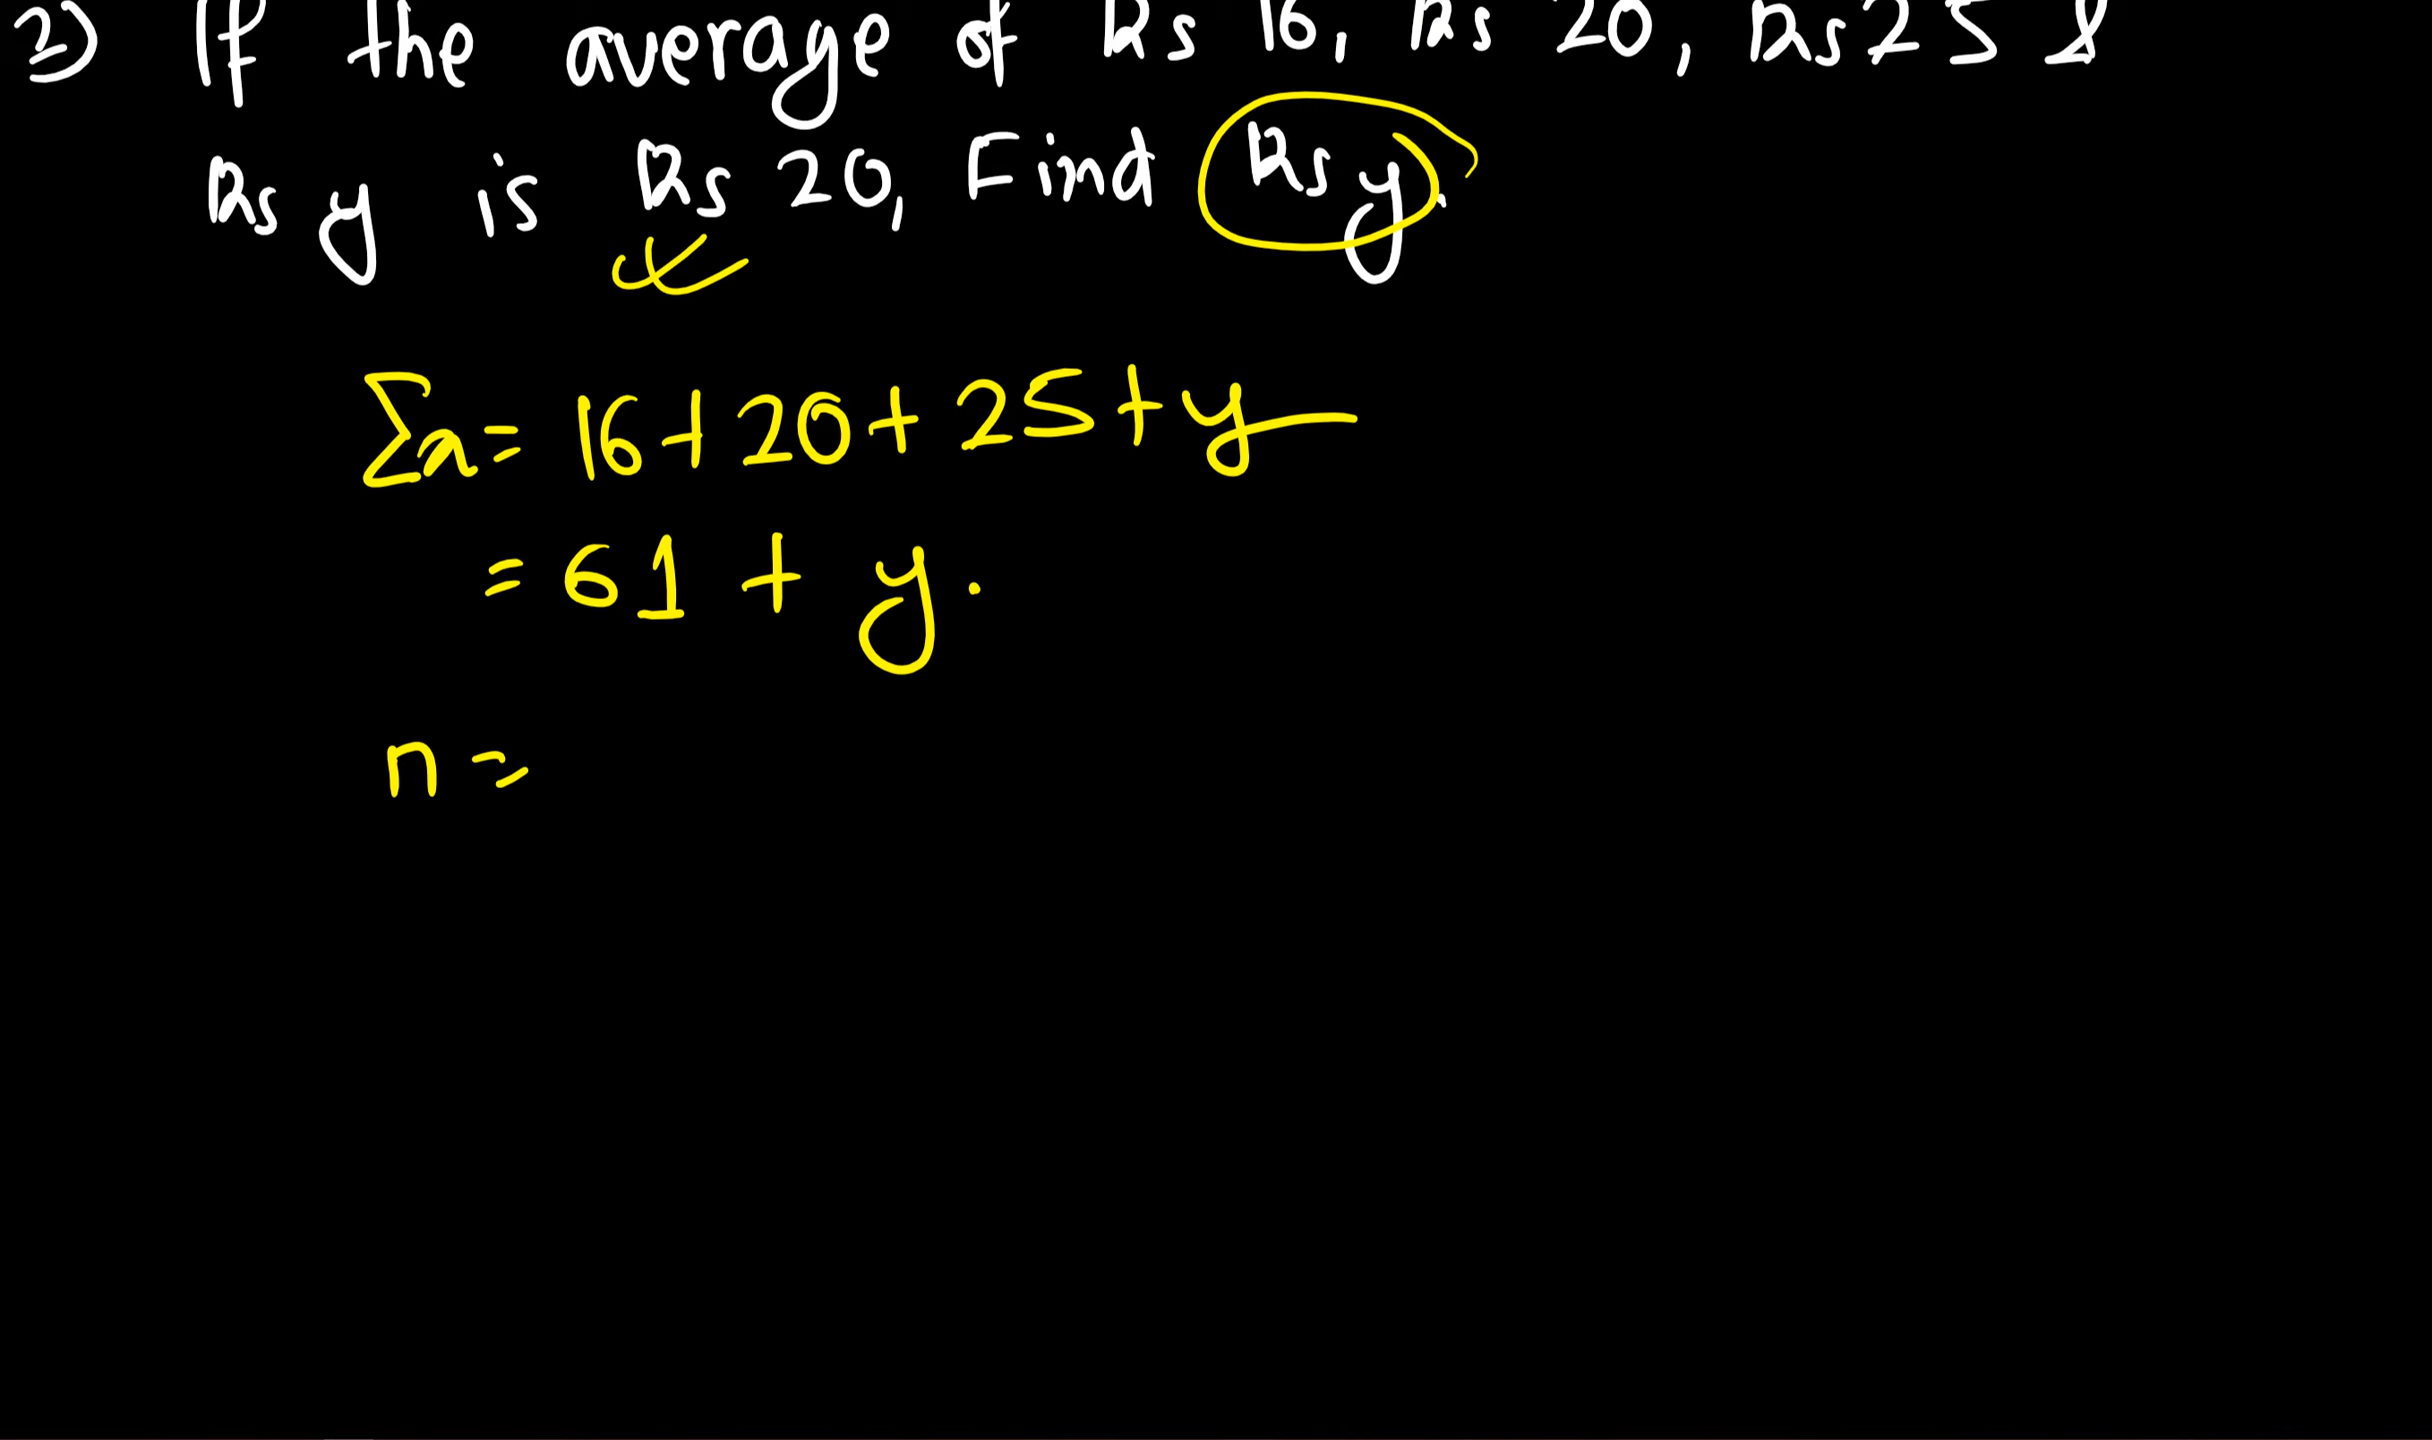 2) If the average of Rs 16, Rs 20, Rs 25 &
Rs y is Rs 20, Find Rs y.
Σa = 16 + 20 + 25 + y
= 61 + y.
n =